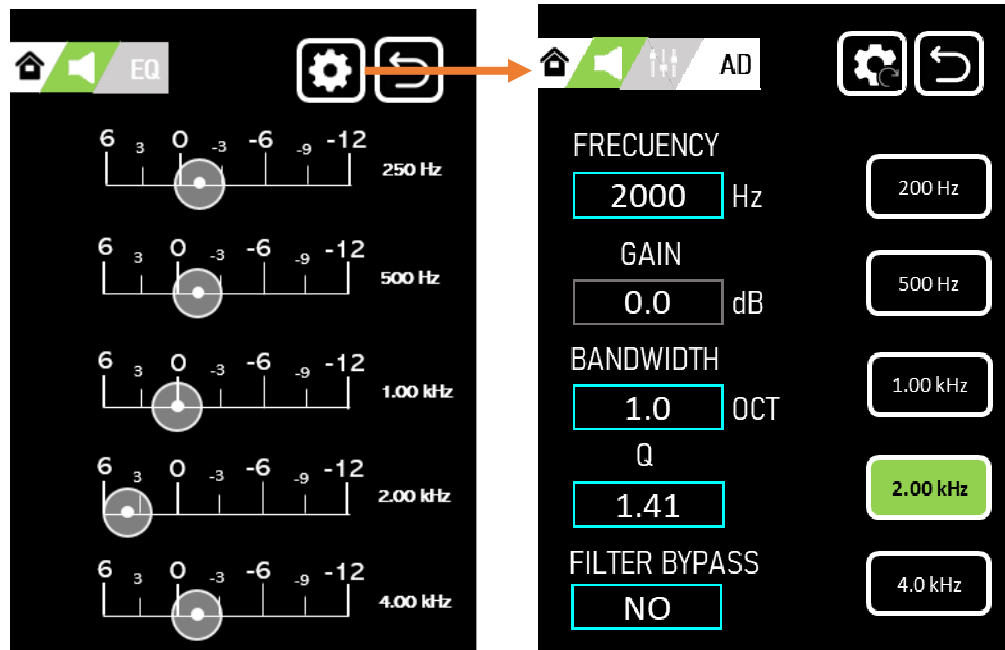 EQ
6 3 0 -3 -6 -9 -12
250 Hz
6 3 0 -3 -6 -9 -12
500 Hz
6 3 0 -3 -6 -9 -12
1.00 kHz
6 3 0 -3 -6 -9 -12
2.00 kHz
6 3 0 -3 -6 -9 -12
4.00 kHz
AD
FRECUENCY
2000 Hz
GAIN
0.0 dB
BANDWIDTH
1.0 OCT
Q
1.41
FILTER BYPASS
NO
200 Hz
500 Hz
1.00 kHz
2.00 kHz
4.0 kHz